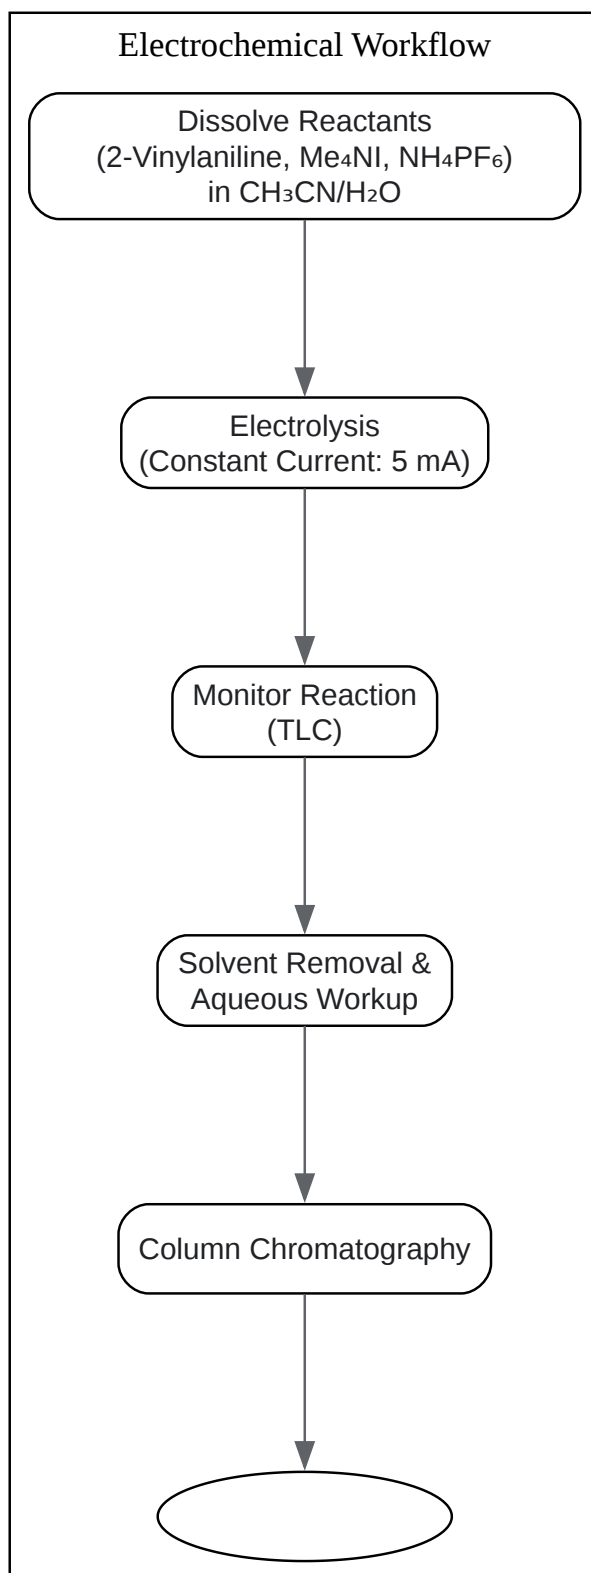 Electrochemical Workflow
Dissolve Reactants
(2-Vinylaniline, Me₄NI, NH₄PF₆)
in CH₃CN/H₂O
Electrolysis
(Constant Current: 5 mA)
Monitor Reaction
(TLC)
Solvent Removal &
Aqueous Workup
Column Chromatography